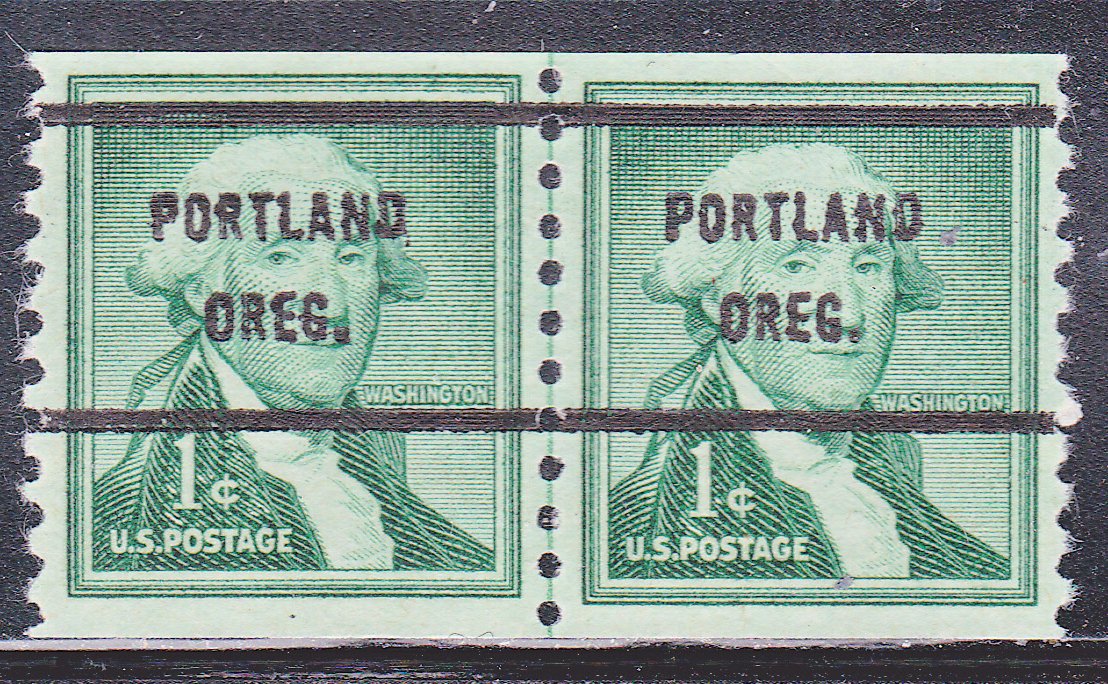 PORTLAND
OREG.
WASHINGTON
1¢
U.S.POSTAGE
PORTLAND
OREG.
WASHINGTON
1¢
U.S.POSTAGE